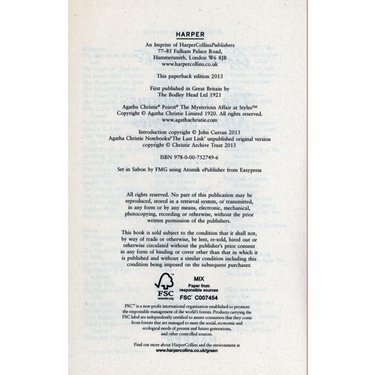 HARPER
An Imprint of HarperCollinsPublishers
77–85 Fulham Palace Road,
Hammersmith, London W6 8JB
www.harpercollins.co.uk
This paperback edition 2013
First published in Great Britain by
The Bodley Head Ltd 1921
Agatha Christie® Poirot® The Mysterious Affair at Styles™
Copyright © Agatha Christie Limited 1920. All rights reserved.
www.agathachristie.com
Introduction copyright © John Curran 2013
Agatha Christie Notebooks/'The Last Link' unpublished original version
copyright © Christie Archive Trust 2013
ISBN 978-0-00-752749-6
Set in Sabon by FMG using Atomik ePublisher from Easypress
All rights reserved. No part of this publication may be
reproduced, stored in a retrieval system, or transmitted,
in any form or by any means, electronic, mechanical,
photocopying, recording or otherwise, without the prior
written permission of the publishers.
This book is sold subject to the condition that it shall not,
by way of trade or otherwise, be lent, re-sold, hired out or
otherwise circulated without the publisher's prior consent
in any form of binding or cover other than that in which it
is published and without a similar condition including this
condition being imposed on the subsequent purchaser.
FSC
www.fsc.org
MIX
Paper from
responsible sources
FSC® C007454
FSC™ is a non-profit international organisation established to promote
the responsible management of the world's forests. Products carrying the
FSC label are independently certified to assure consumers that they come
from forests that are managed to meet the social, economic and
ecological needs of present and future generations,
and other controlled sources.
Find out more about HarperCollins and the environment at
www.harpercollins.co.uk/green